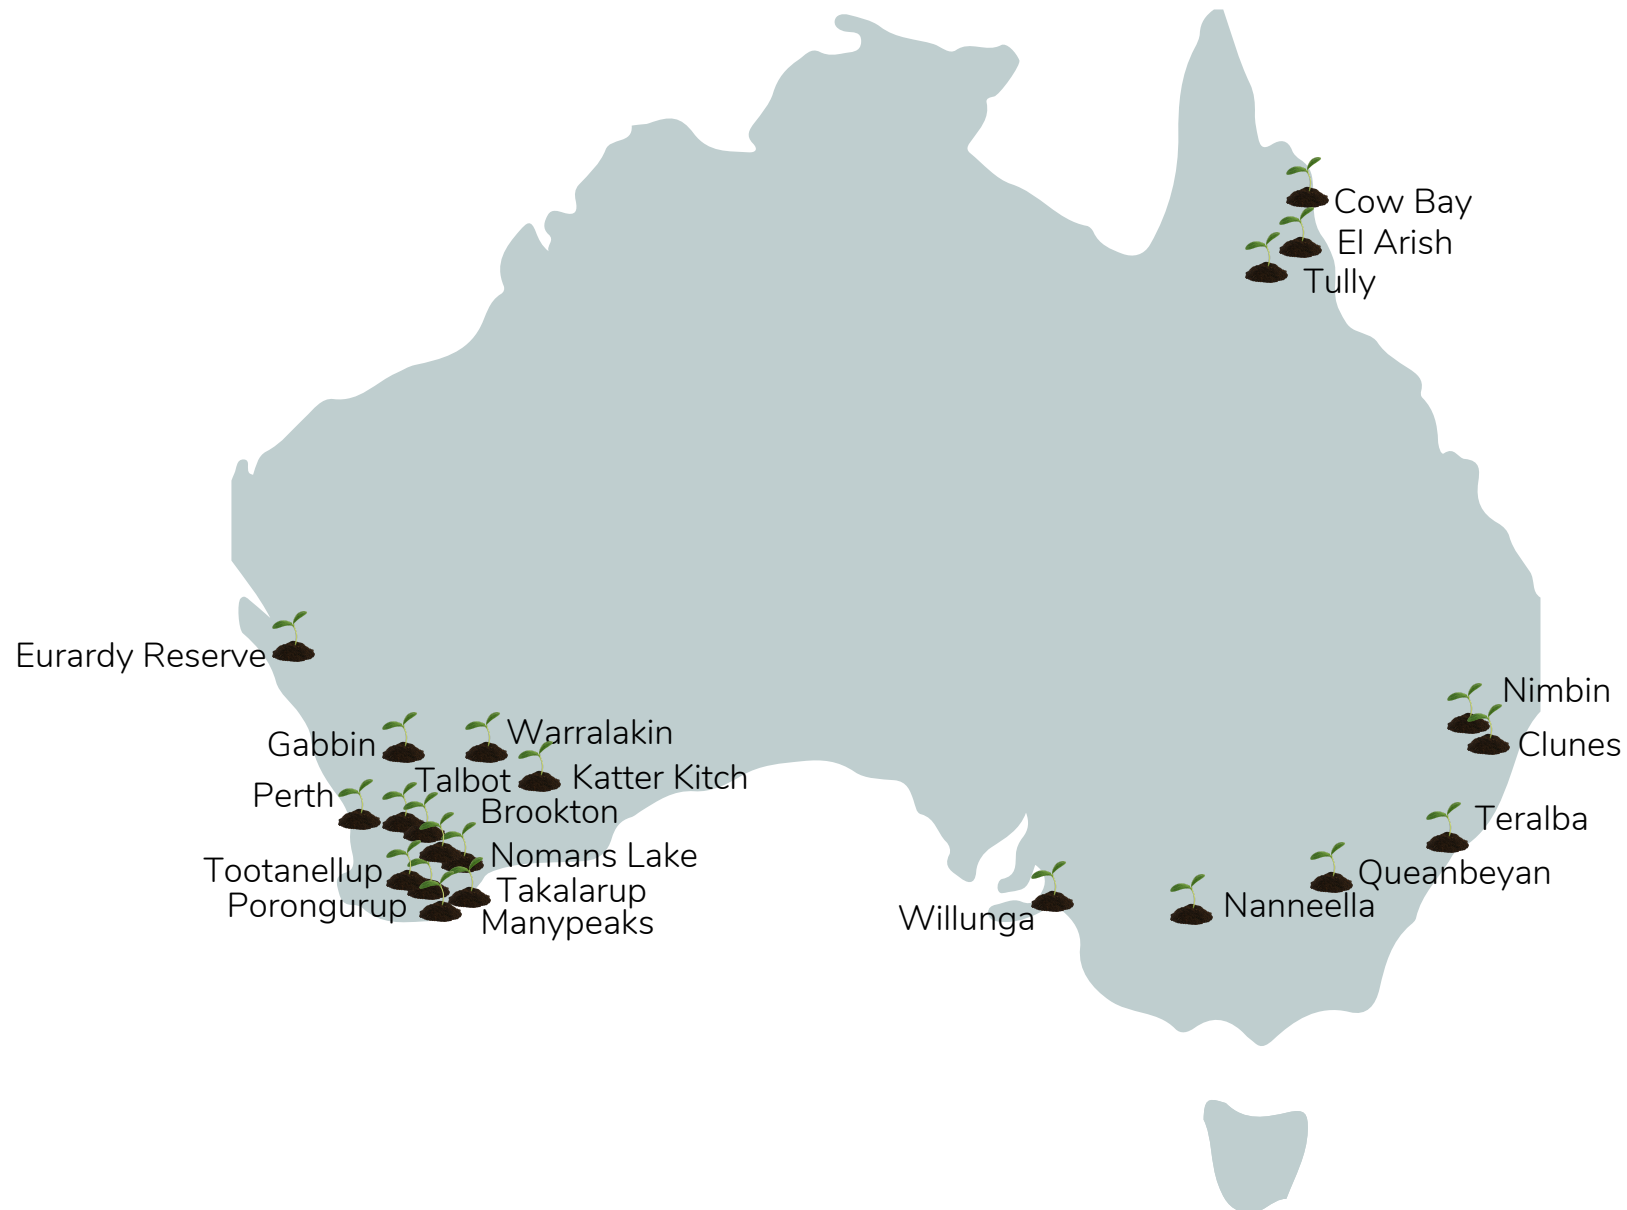 Cow Bay
El Arish
Tully
Eurardy Reserve
Nimbin
Warralakin
Gabbin
Clunes
Talbot
Katter Kitch
Perth
Brookton
Teralba
Nomans Lake
Tootanellup
Queanbeyan
Takalarup
Porongurup
Nanneella
Willunga
Manypeaks